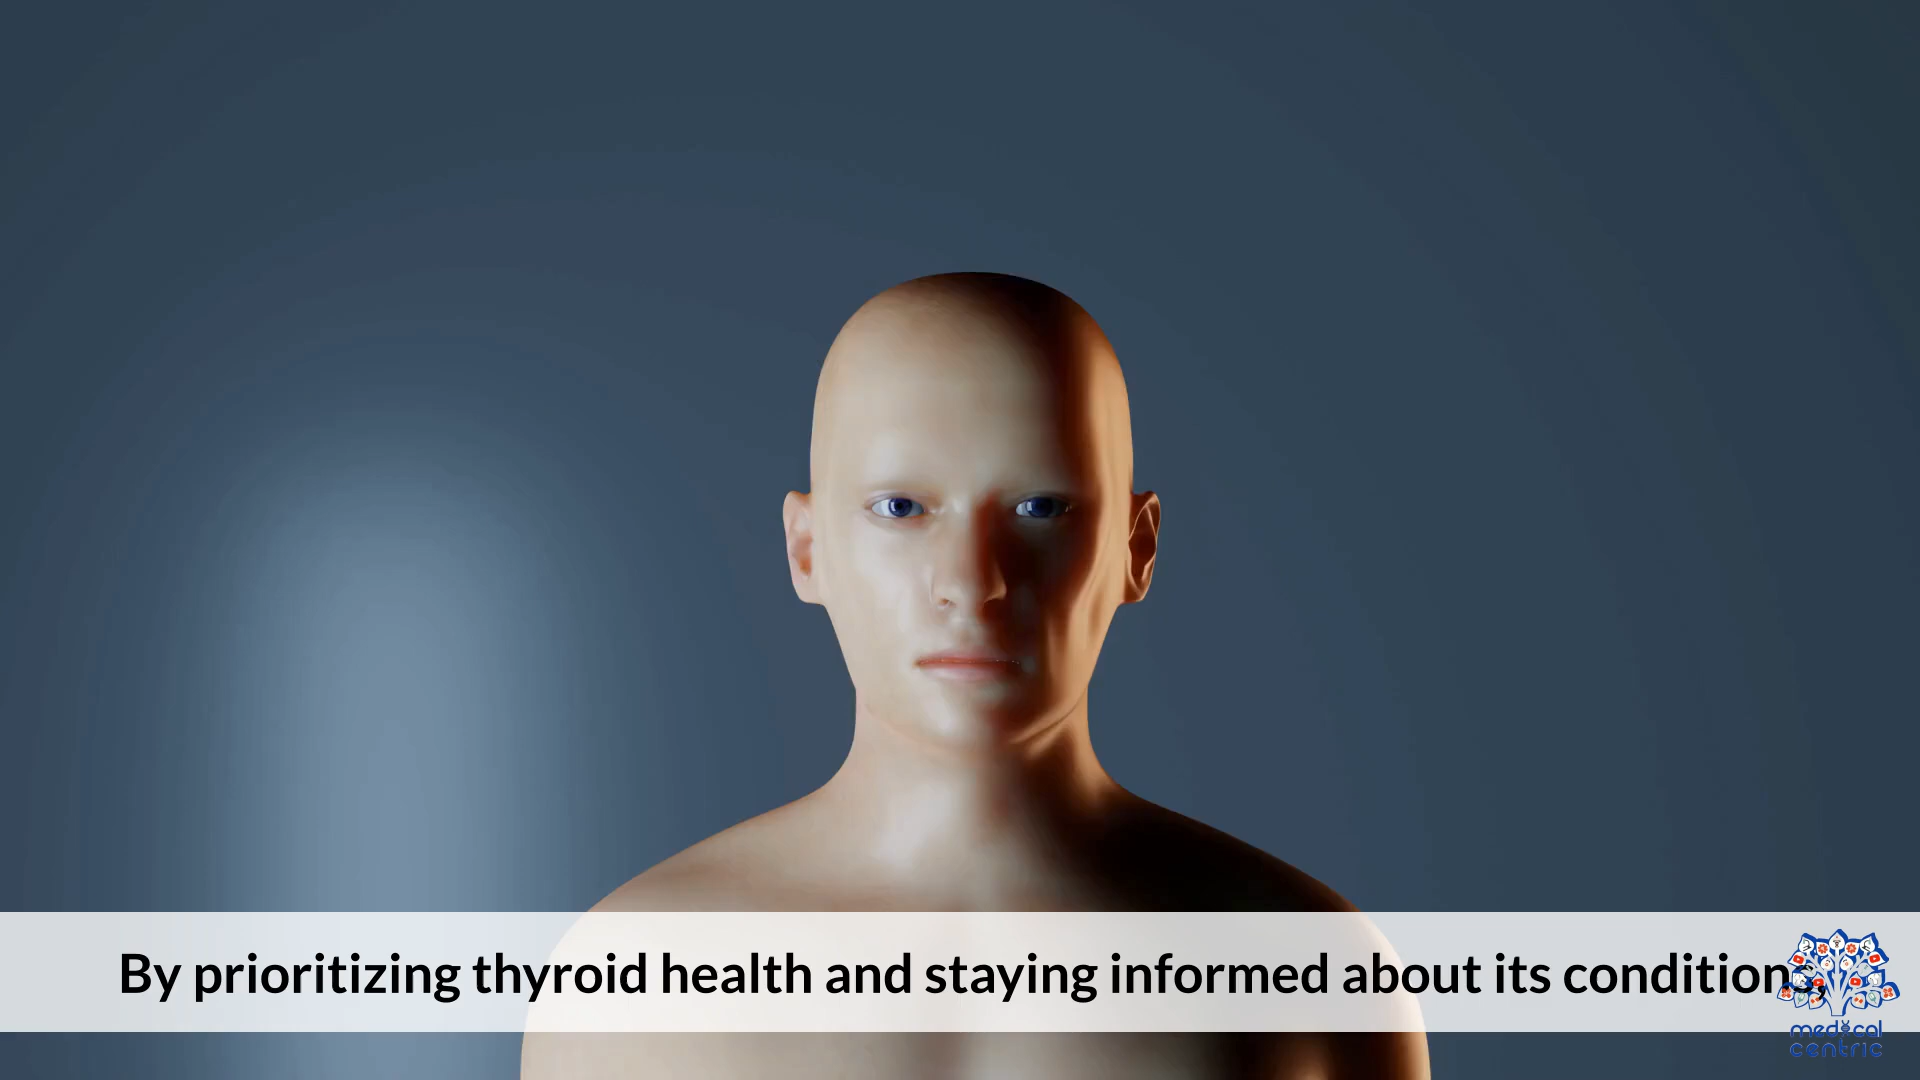 By prioritizing thyroid health and staying informed about its conditions,
medical
centric